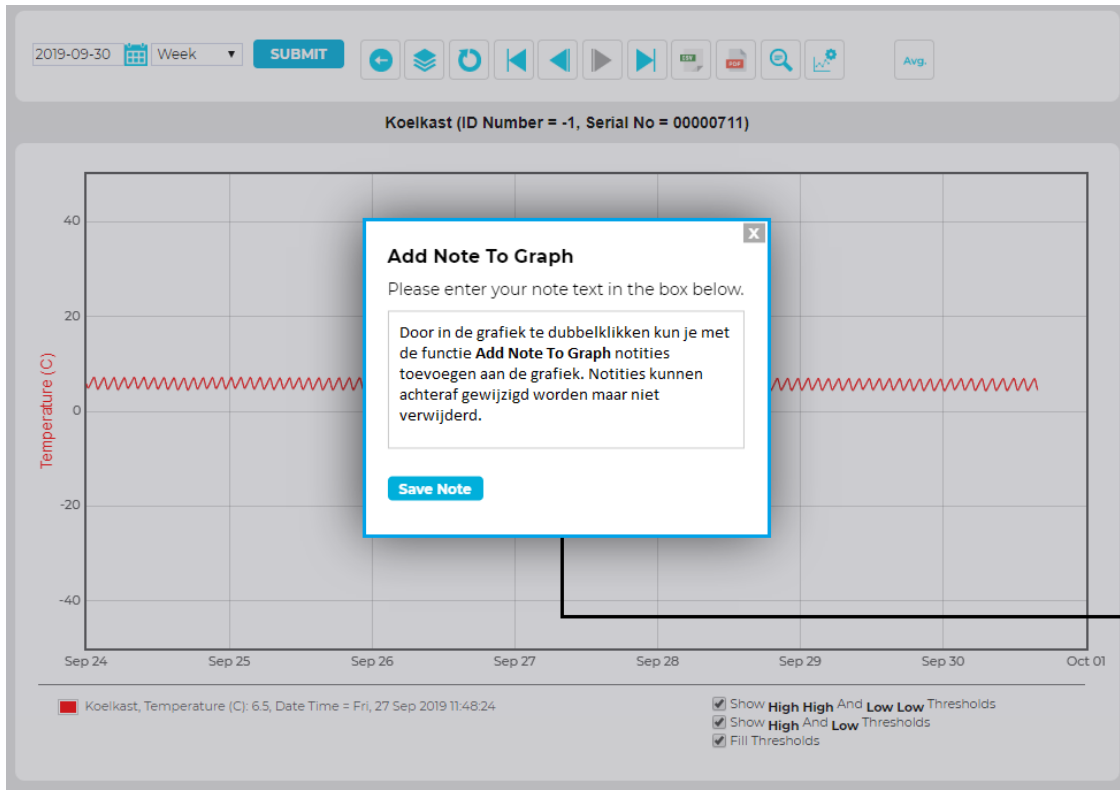 2019-09-30 Week SUBMIT CSV PDF Avg.
Koelkast (ID Number = -1, Serial No = 00000711)
X
Add Note To Graph
Please enter your note text in the box below.
Door in de grafiek te dubbelklikken kun je met
de functie Add Note To Graph notities
toevoegen aan de grafiek. Notities kunnen
achteraf gewijzigd worden maar niet
verwijderd.
Save Note
Temperature (C)
40
20
0
-20
-40
Sep 24 Sep 25 Sep 26 Sep 27 Sep 28 Sep 29 Sep 30 Oct 01
Koelkast, Temperature (C): 6.5, Date Time = Fri, 27 Sep 2019 11:48:24
Show High High And Low Low Thresholds
Show High And Low Thresholds
Fill Thresholds